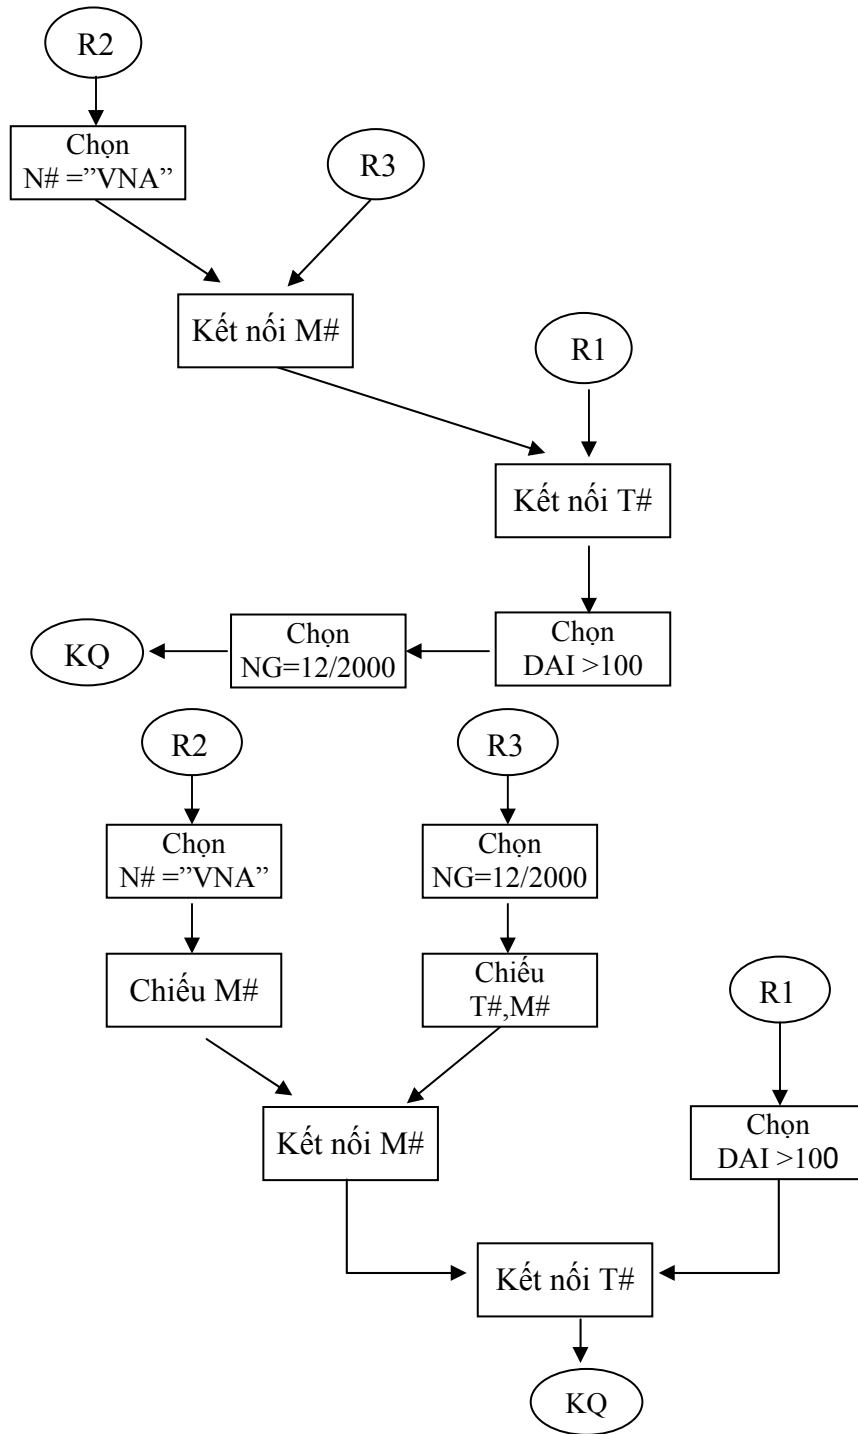 R2
Chọn
N# =”VNA”
R3
Kết nối M#
R1
Kết nối T#
Chọn
DAI >100
Chọn
NG=12/2000
KQ
R2
R3
Chọn
N# =”VNA”
Chọn
NG=12/2000
Chiếu M#
Chiếu
T#,M#
R1
Kết nối M#
Chọn
DAI >100
Kết nối T#
KQ